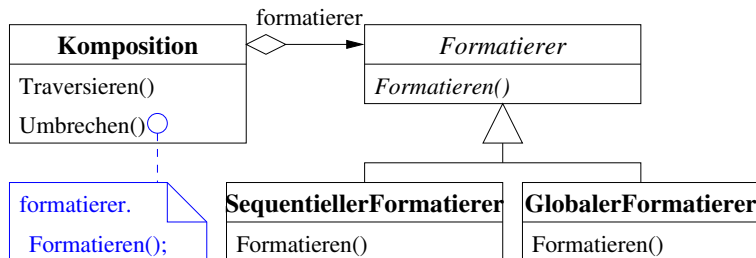 formatierer
Komposition
Traversieren()
Umbrechen()
Formatierer
Formatieren()
formatierer.
Formatieren();
SequentiellerFormatierer
Formatieren()
GlobalerFormatierer
Formatieren()